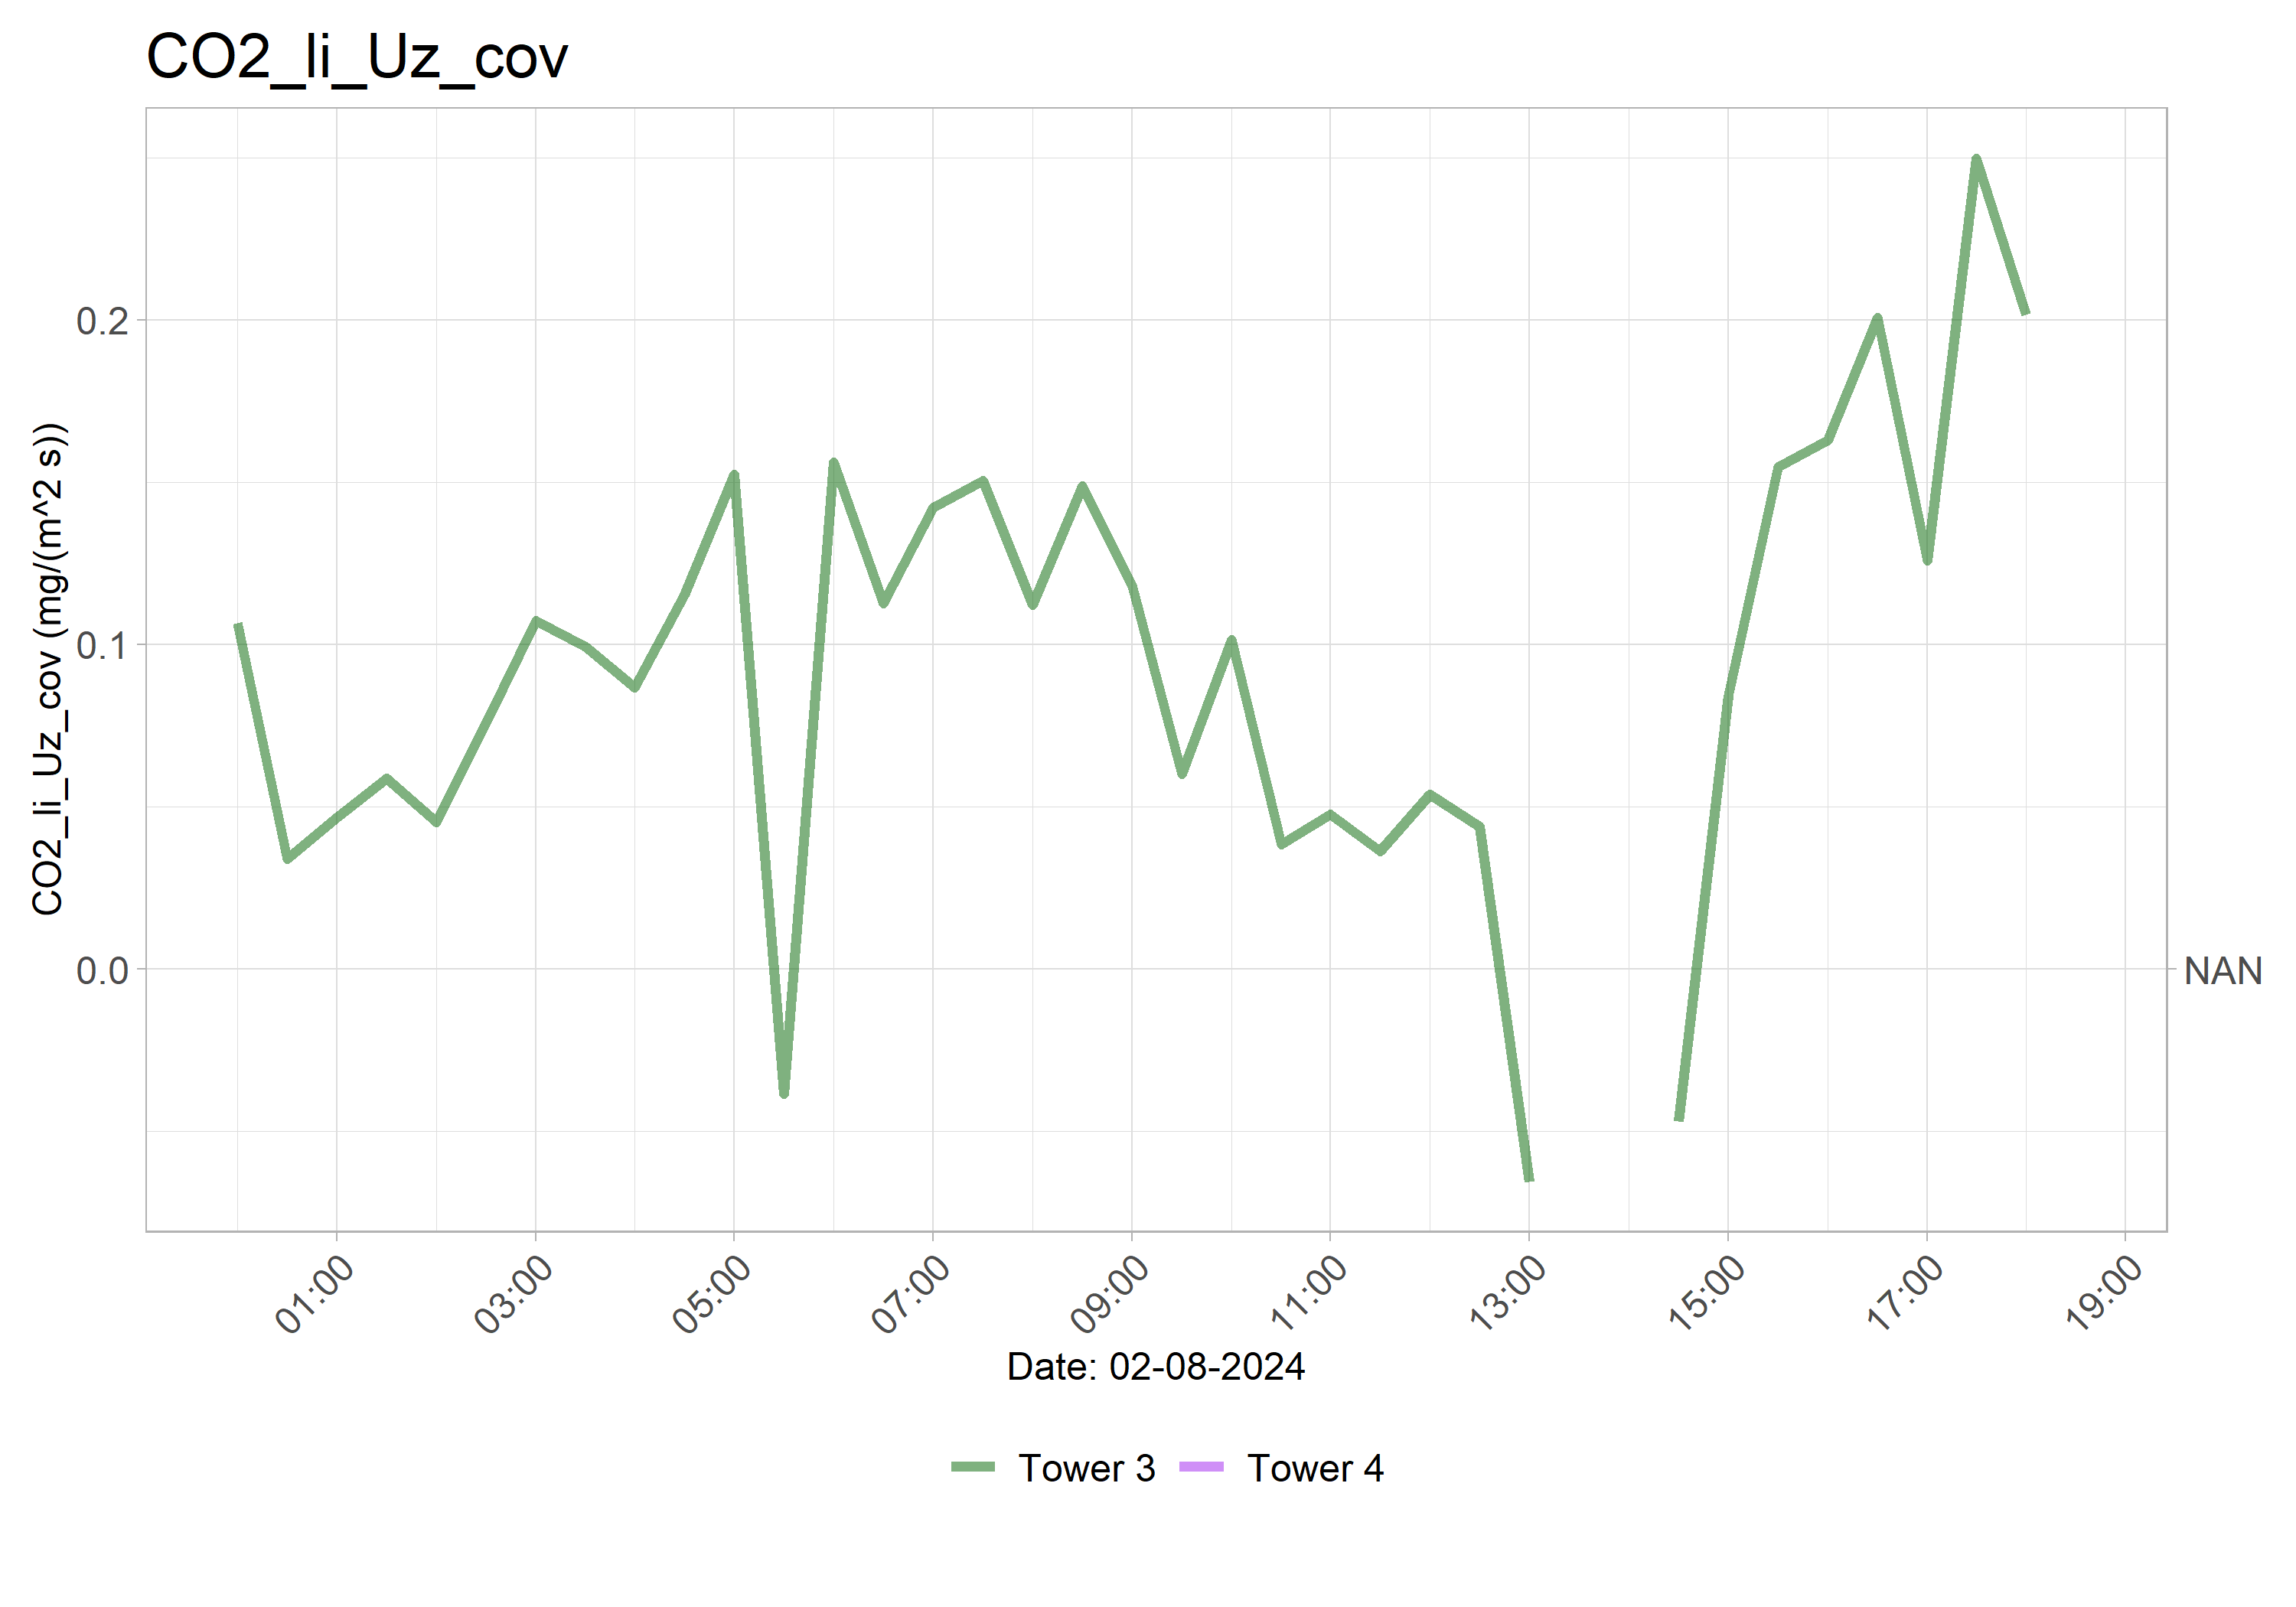 CO2_li_Uz_cov
CO2_li_Uz_cov (mg/(m^2 s))
0.2
0.1
0.0
NAN
01:00
03:00
05:00
07:00
09:00
11:00
13:00
15:00
17:00
19:00
Date: 02-08-2024
Tower 3
Tower 4